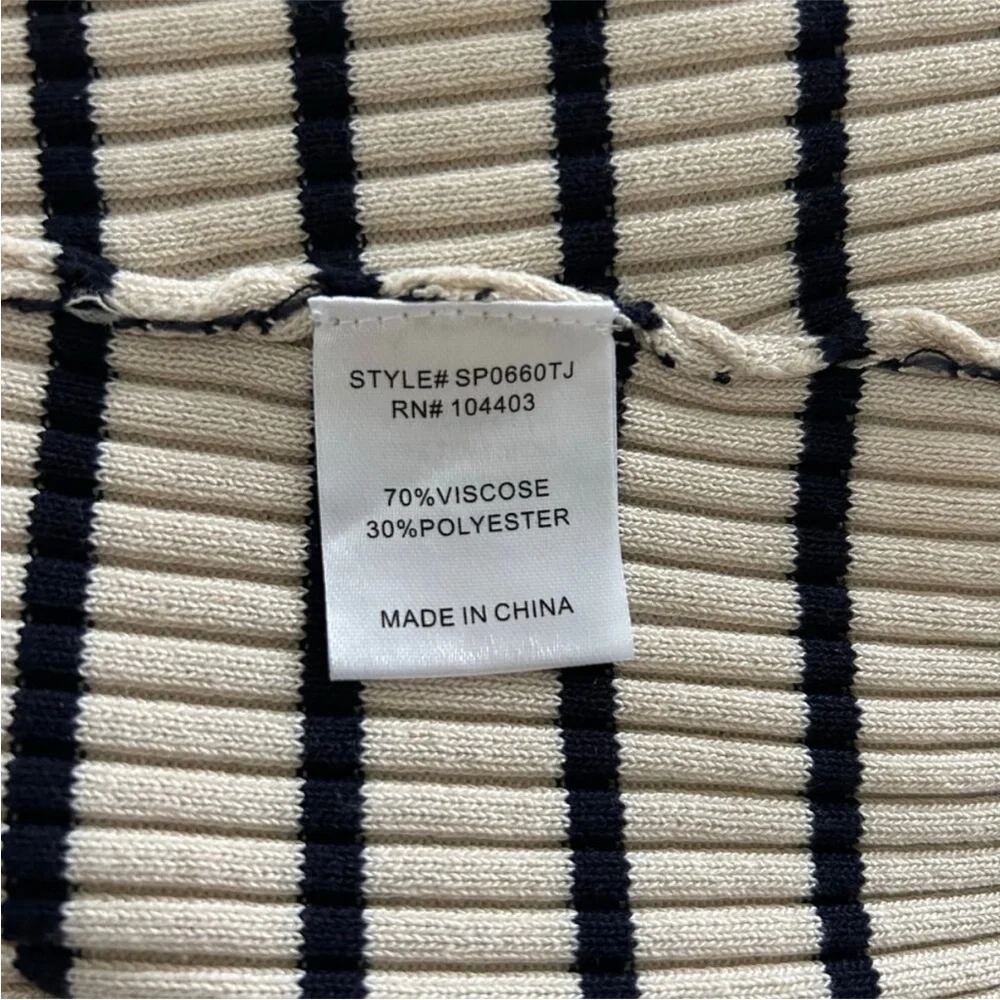 STYLE# SP0660TJ
RN# 104403
70%VISCOSE
30%POLYESTER
MADE IN CHINA